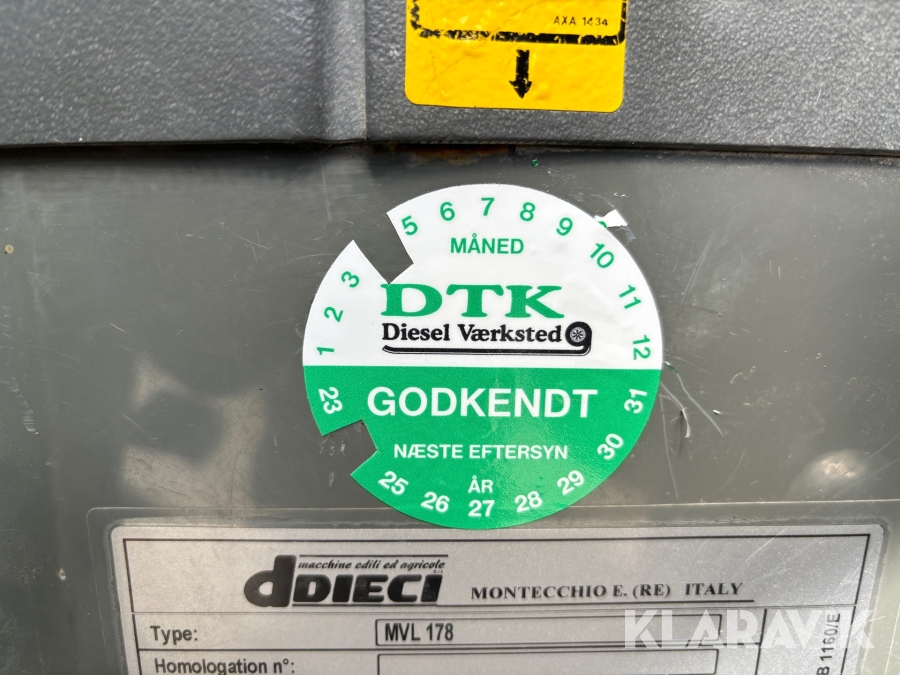 AXA 1434
1 2 3 5 6 7 8 9 10 11 12
MÅNED
DTK
Diesel Værksted
GODKENDT
NÆSTE EFTERSYN
ÅR
23 25 26 27 28 29 30 31
macchine edili ed agricole
dDIECI
MONTECCHIO E. (RE) ITALY
Type: MVL 178
Homologation n°:
B 1160/E
KLARAVIK